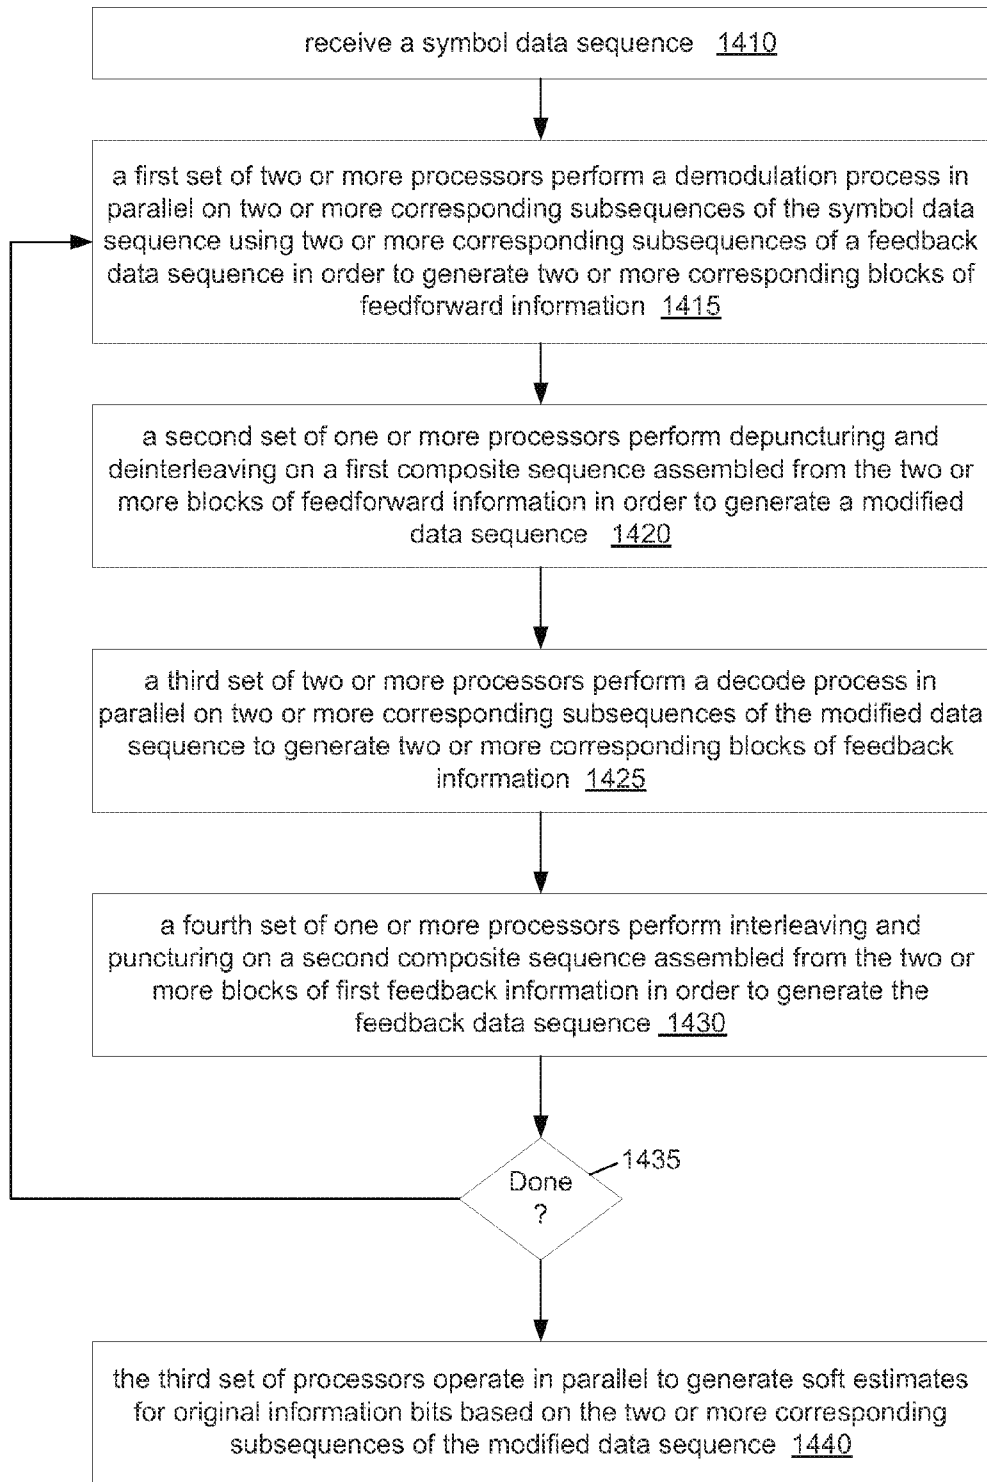 receive a symbol data sequence 1410
a first set of two or more processors perform a demodulation process in
parallel on two or more corresponding subsequences of the symbol data
sequence using two or more corresponding subsequences of a feedback
data sequence in order to generate two or more corresponding blocks of
feedforward information 1415
a second set of one or more processors perform depuncturing and
deinterleaving on a first composite sequence assembled from the two or
more blocks of feedforward information in order to generate a modified
data sequence 1420
a third set of two or more processors perform a decode process in
parallel on two or more corresponding subsequences of the modified data
sequence to generate two or more corresponding blocks of feedback
information 1425
a fourth set of one or more processors perform interleaving and
puncturing on a second composite sequence assembled from the two or
more blocks of first feedback information in order to generate the
feedback data sequence 1430
1435
Done
?
the third set of processors operate in parallel to generate soft estimates
for original information bits based on the two or more corresponding
subsequences of the modified data sequence 1440